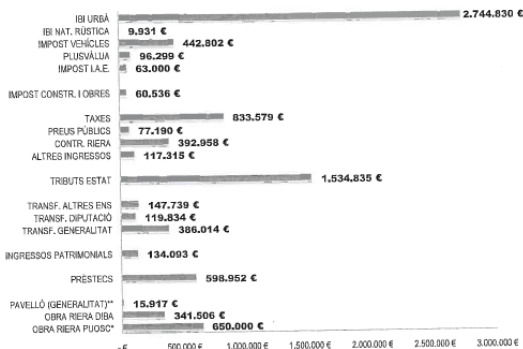 IBI URBÀ 2.744.830 €
IBI NAT. RÚSTICA 9.931 €
IMPOST VEHÍCLES 442.802 €
PLUSVÀLUA 96.299 €
IMPOST I.A.E. 63.000 €
IMPOST CONSTR. I OBRES 60.536 €
TAXES 833.579 €
PREUS PÚBLICS 77.190 €
CONTR. RIERA 392.958 €
ALTRES INGRESSOS 117.315 €
TRIBUTS ESTAT 1.534.835 €
TRANSF. ALTRES ENS 147.739 €
TRANSF. DIPUTACIÓ 119.834 €
TRANSF. GENERALITAT 386.014 €
INGRESSOS PATRIMONIALS 134.093 €
PRÈSTECS 598.952 €
PAVELLÓ (GENERALITAT)** 15.917 €
OBRA RIERA DIBA 341.506 €
OBRA RIERA PUOSC* 650.000 €
- € 500.000 € 1.000.000 € 1.500.000 € 2.000.000 € 2.500.000 € 3.000.000 €